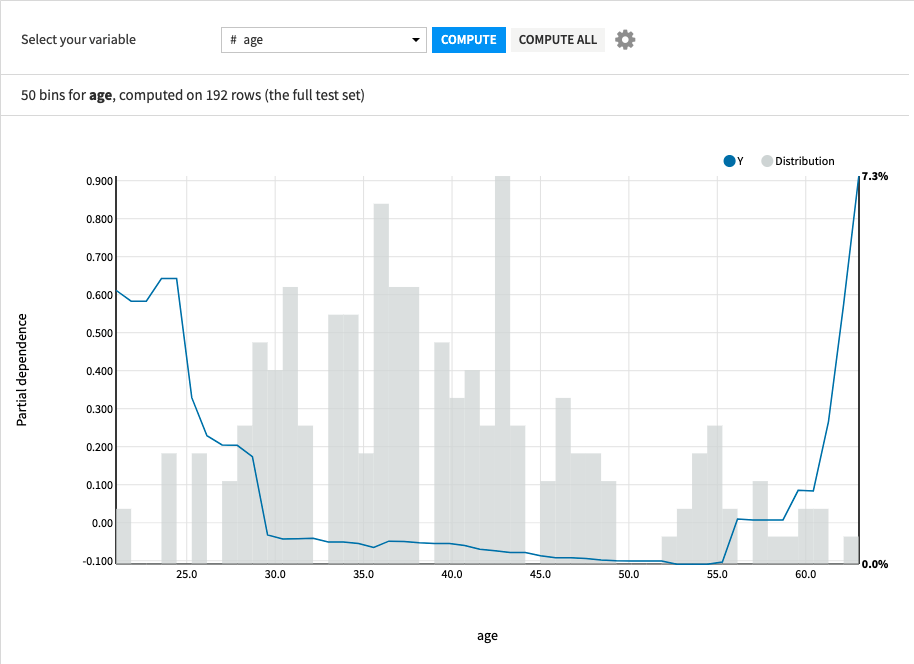 Select your variable # age COMPUTE COMPUTE ALL
50 bins for age, computed on 192 rows (the full test set)
Y Distribution
0.900 7.3%
0.800
0.700
0.600
0.500
0.400
0.300
0.200
0.100
0.00
-0.100 0.0%
Partial dependence
25.0 30.0 35.0 40.0 45.0 50.0 55.0 60.0
age